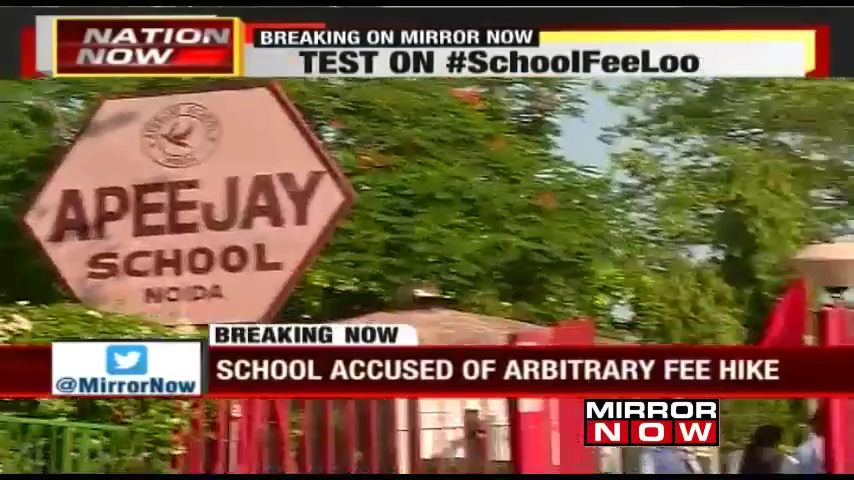 NATION
NOW
BREAKING ON MIRROR NOW
TEST ON #SchoolFeeLoo
APEEJAY
SCHOOL
NOIDA
BREAKING NOW
@MirrorNow
SCHOOL ACCUSED OF ARBITRARY FEE HIKE
MIRROR
NOW